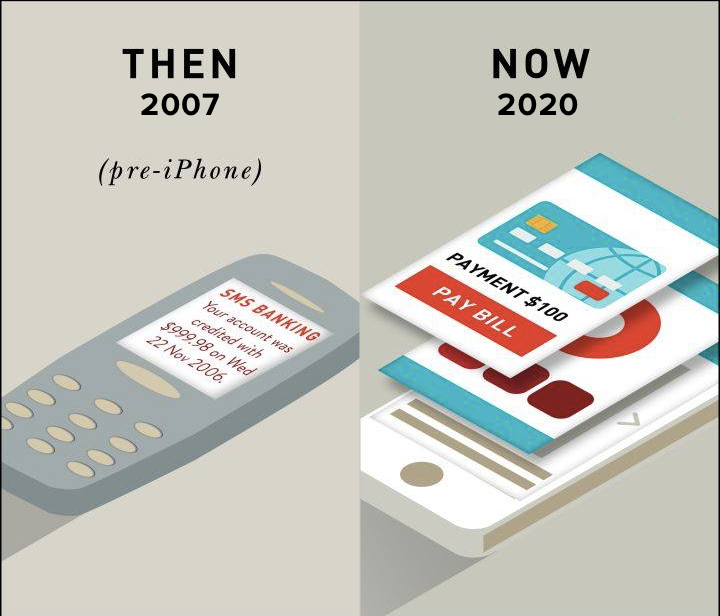 THEN
2007
(pre-iPhone)
SMS BANKING
Your account was
credited with
$999.98 on Wed
22 Nov 2006.
NOW
2020
PAYMENT $100
PAY BILL